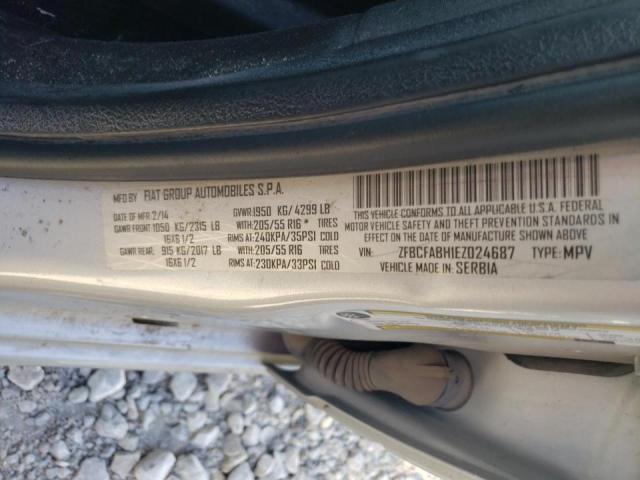 MFD BY FIAT GROUP AUTOMOBILES S.P.A.
DATE OF MFR 2/14 GVWR 1950 KG/ 4299 LB
GAWR FRONT 1050 KG/2315 LB WITH-205/55 R16 TIRES
16X6 1/2 RIMS AT-240KPA/35PSI COLD
GAWR REAR 915 KG/2017 LB WITH-205/55 R16 TIRES
16X6 1/2 RIMS AT-230KPA/33PSI COLD
THIS VEHICLE CONFORMS TO ALL APPLICABLE U.S.A. FEDERAL
MOTOR VEHICLE SAFETY AND THEFT PREVENTION STANDARDS IN
EFFECT ON THE DATE OF MANUFACTURE SHOWN ABOVE.
VIN: ZFBCFABH1EZ024687 TYPE: MPV
VEHICLE MADE IN: SERBIA